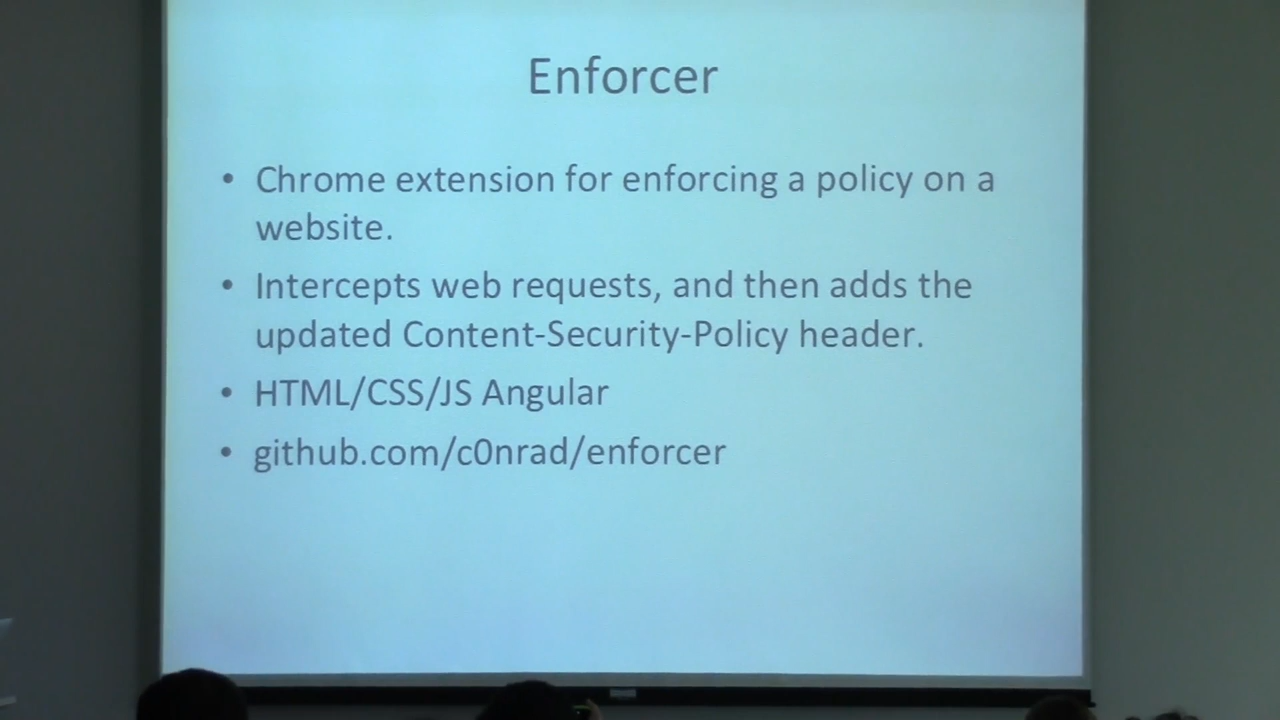 Enforcer
• Chrome extension for enforcing a policy on a
website.
• Intercepts web requests, and then adds the
updated Content-Security-Policy header.
• HTML/CSS/JS Angular
• github.com/c0nrad/enforcer